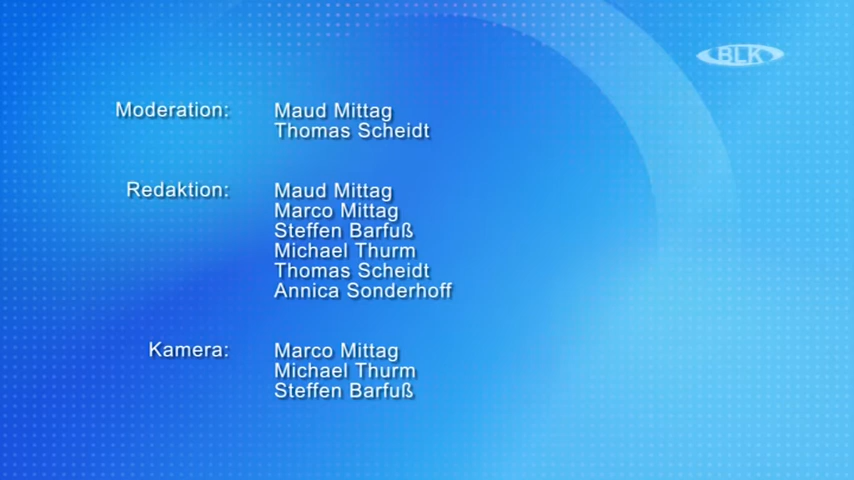 BLK
Moderation: Maud Mittag
Thomas Scheidt
Redaktion: Maud Mittag
Marco Mittag
Steffen Barfuß
Michael Thurm
Thomas Scheidt
Annica Sonderhoff
Kamera: Marco Mittag
Michael Thurm
Steffen Barfuß